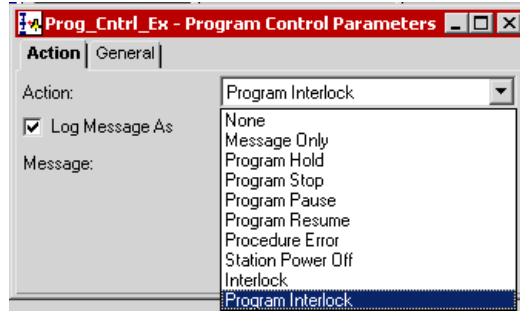 Prog_Cntrl_Ex - Program Control Parameters
Action General
Action: Program Interlock
Log Message As
None
Message Only
Message:
Program Hold
Program Stop
Program Pause
Program Resume
Procedure Error
Station Power Off
Interlock
Program Interlock